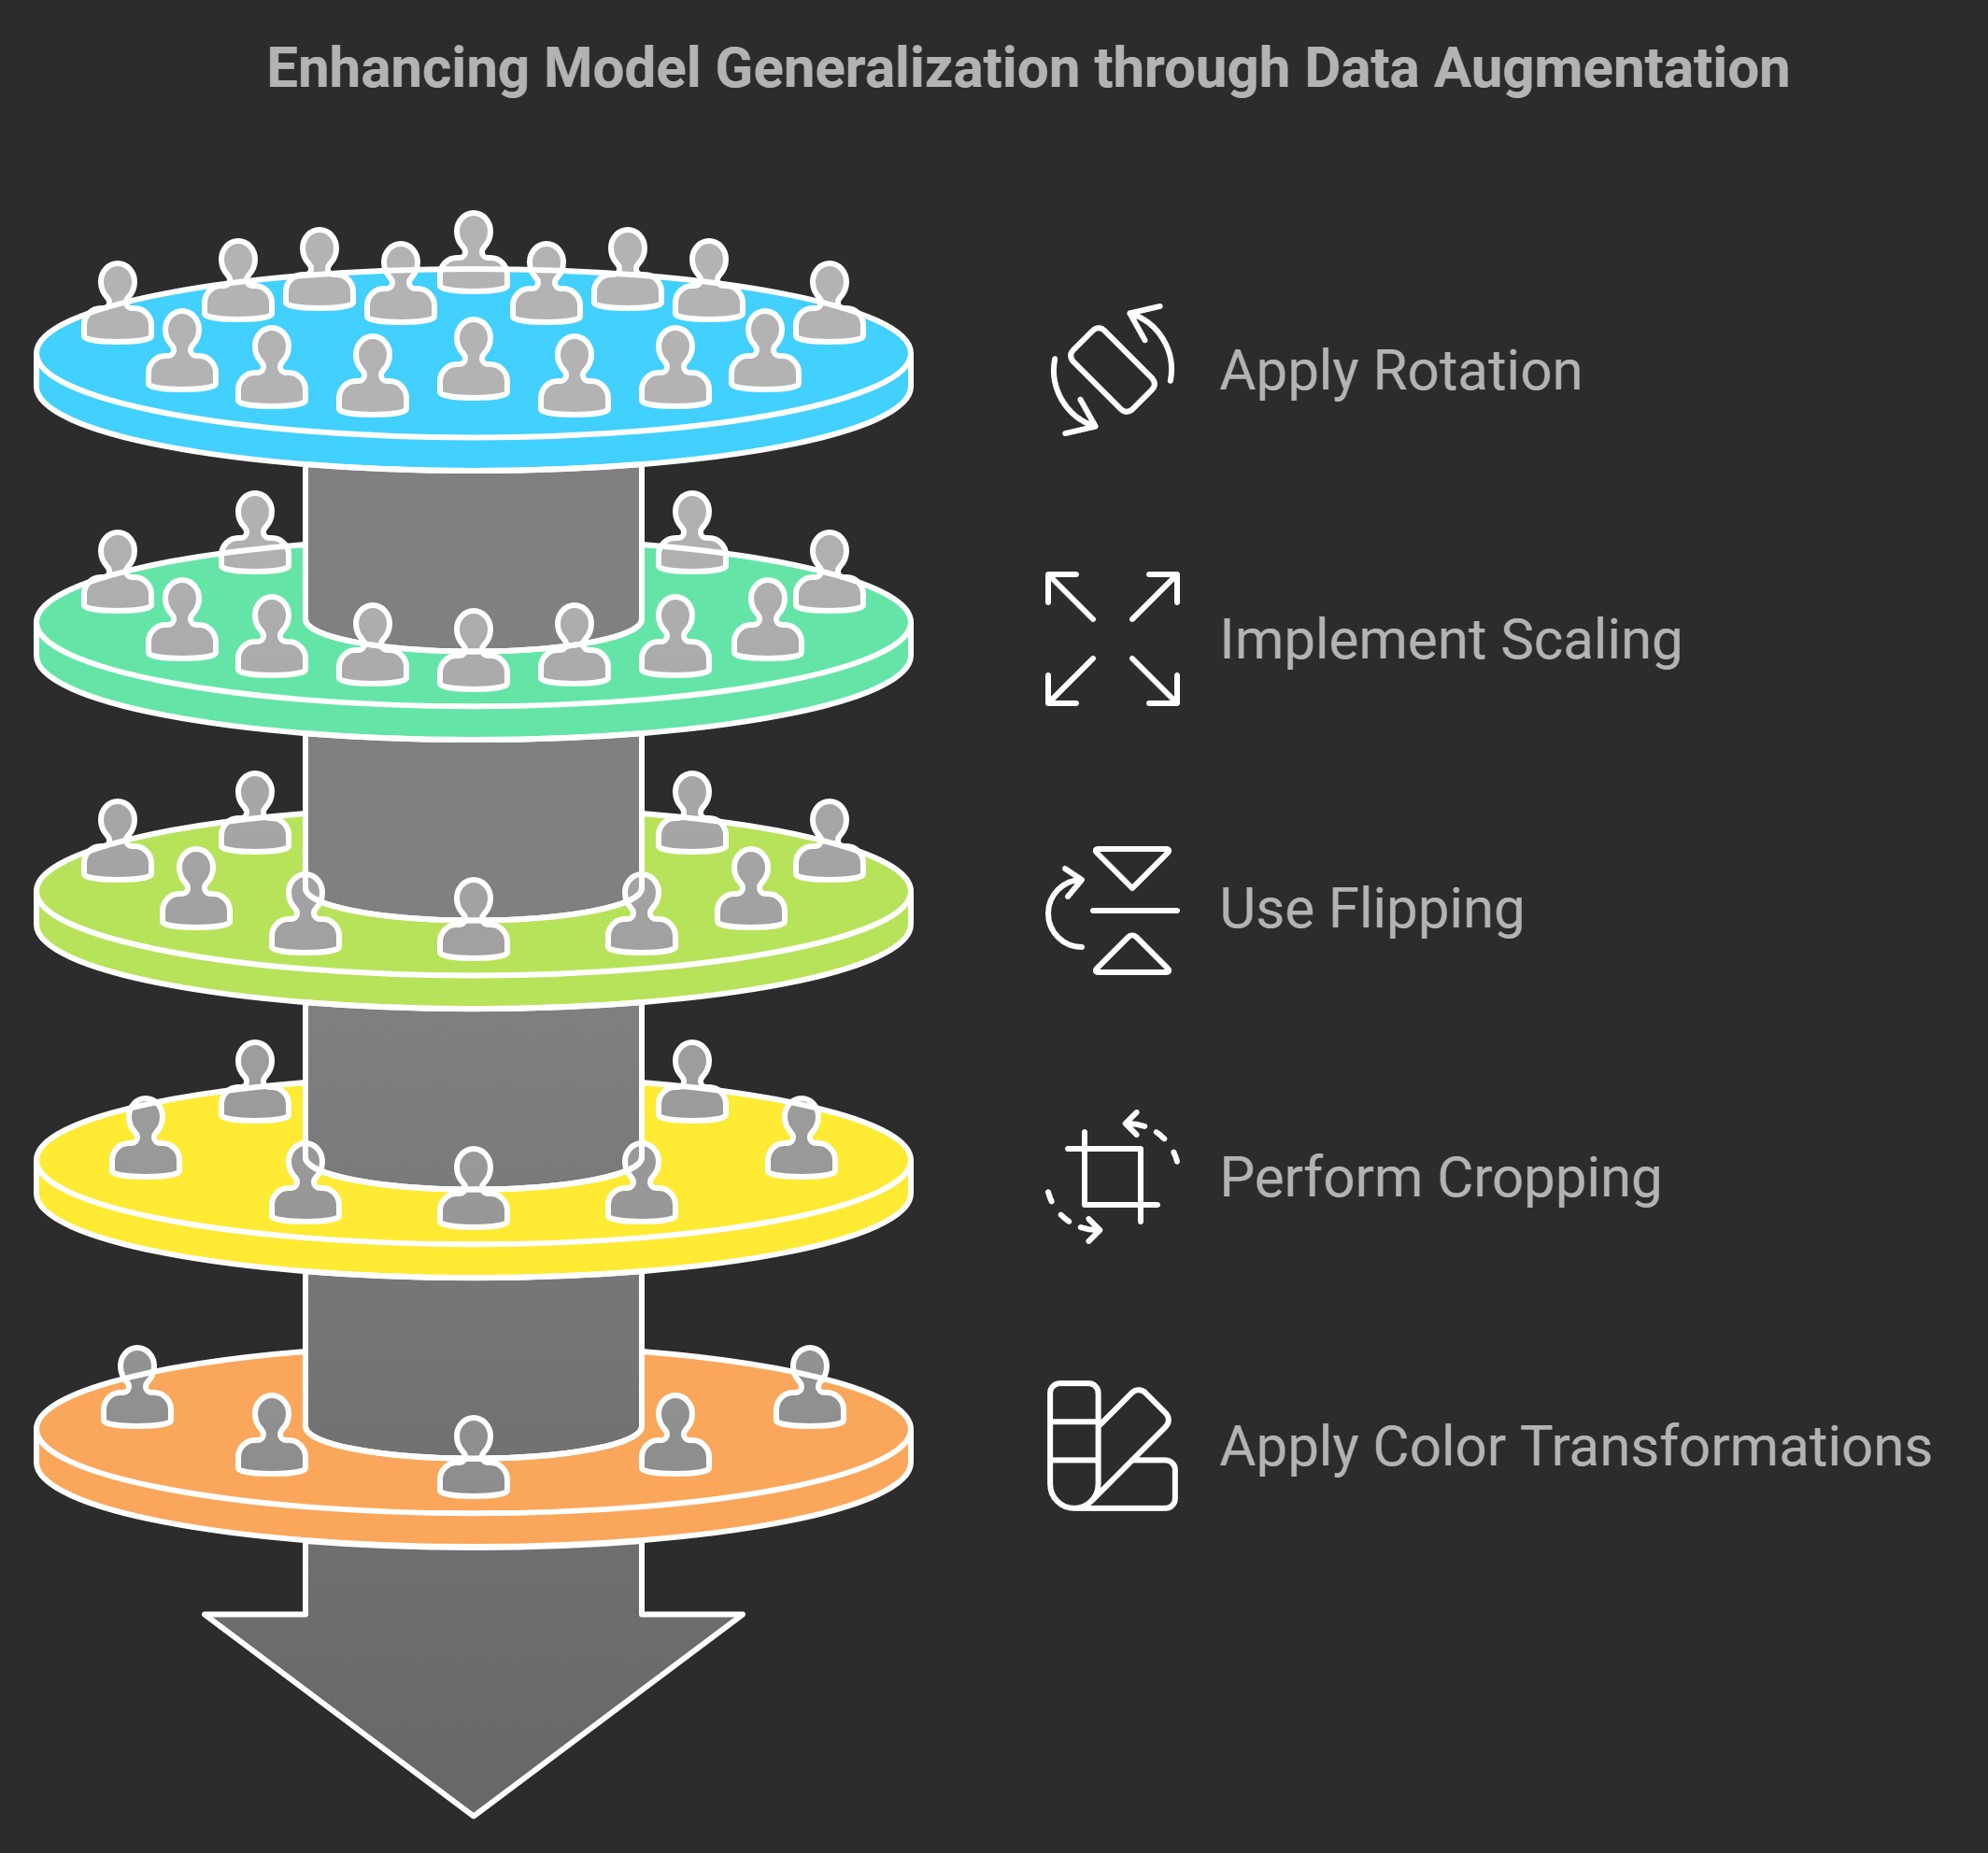 Enhancing Model Generalization through Data Augmentation
Apply Rotation
Implement Scaling
Use Flipping
Perform Cropping
Apply Color Transformations